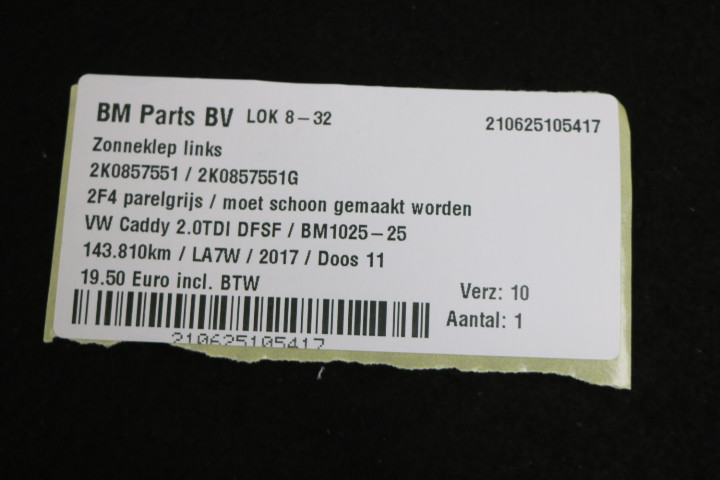 BM Parts BV LOK 8-32 210625105417
Zonneklep links
2K0857551 / 2K0857551G
2F4 parelgrijs / moet schoon gemaakt worden
VW Caddy 2.0TDI DFSF / BM1025-25
143.810km / LA7W / 2017 / Doos 11
19.50 Euro incl. BTW
Verz: 10
Aantal: 1
210625105417